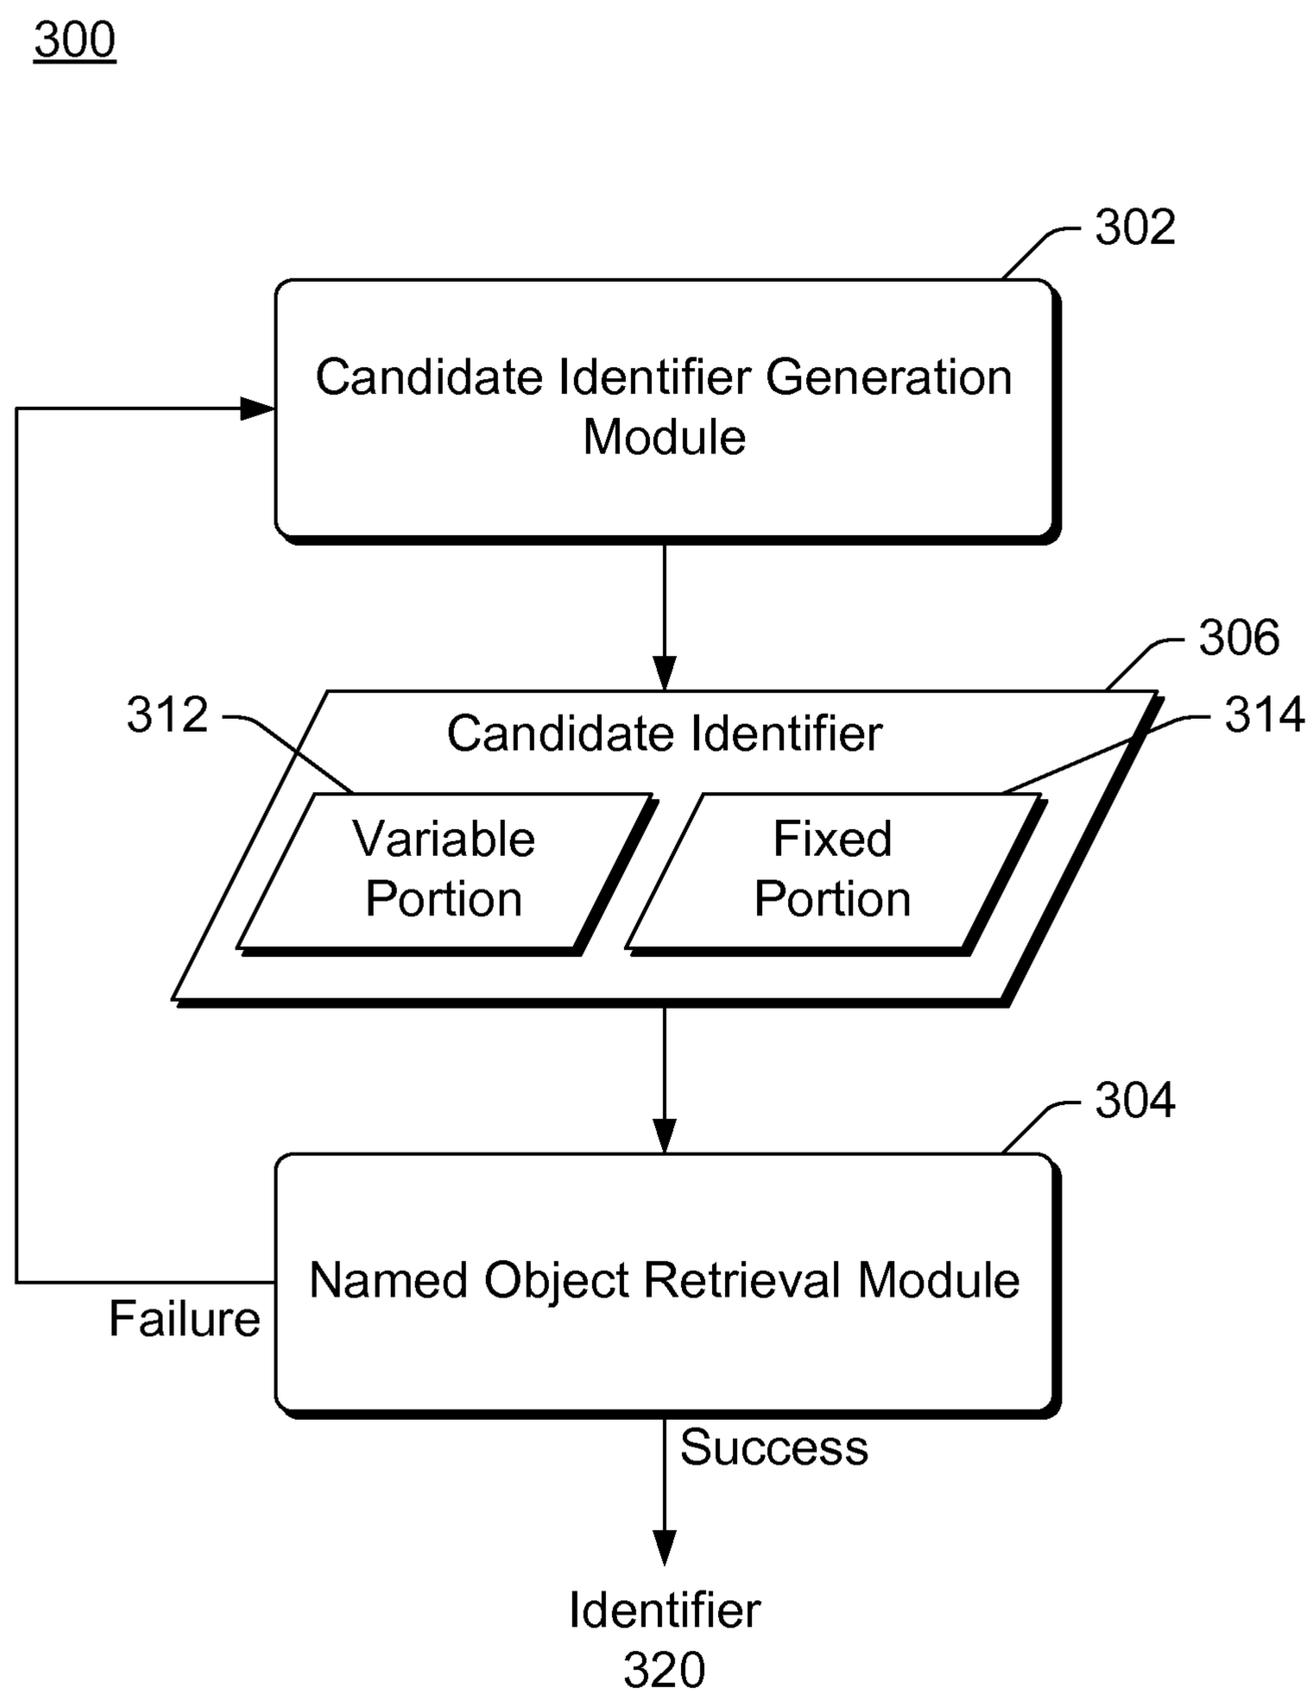 300
302
Candidate Identifier Generation
Module
306
312
314
Candidate Identifier
Variable
Portion
Fixed
Portion
304
Named Object Retrieval Module
Failure
Success
Identifier
320